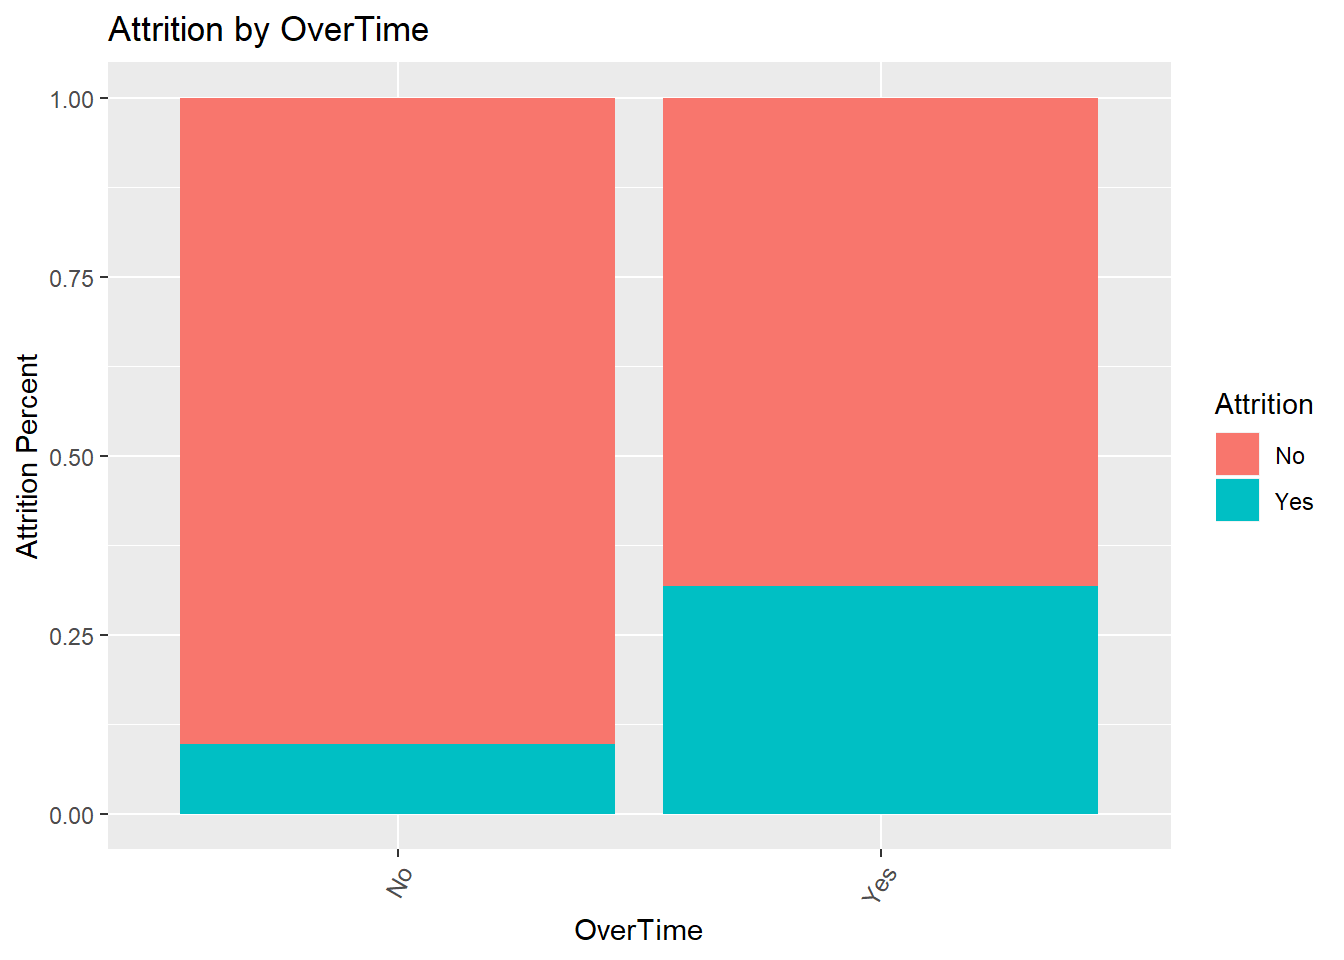 Attrition by OverTime
1.00
0.75
0.50
0.25
0.00
Attrition Percent
No
Yes
OverTime
Attrition
No
Yes